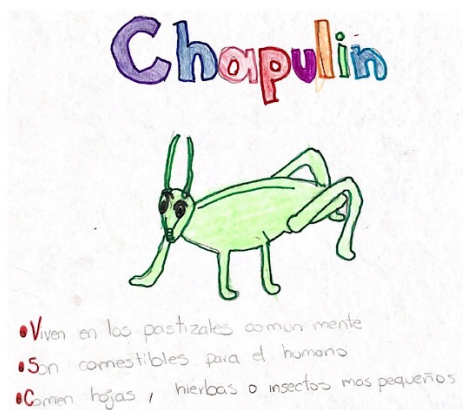 Chapulin
•Viven en los pastizales comun mente
•Son comestibles para el humano
•Comen hojas, hierbas o insectos mas pequeños